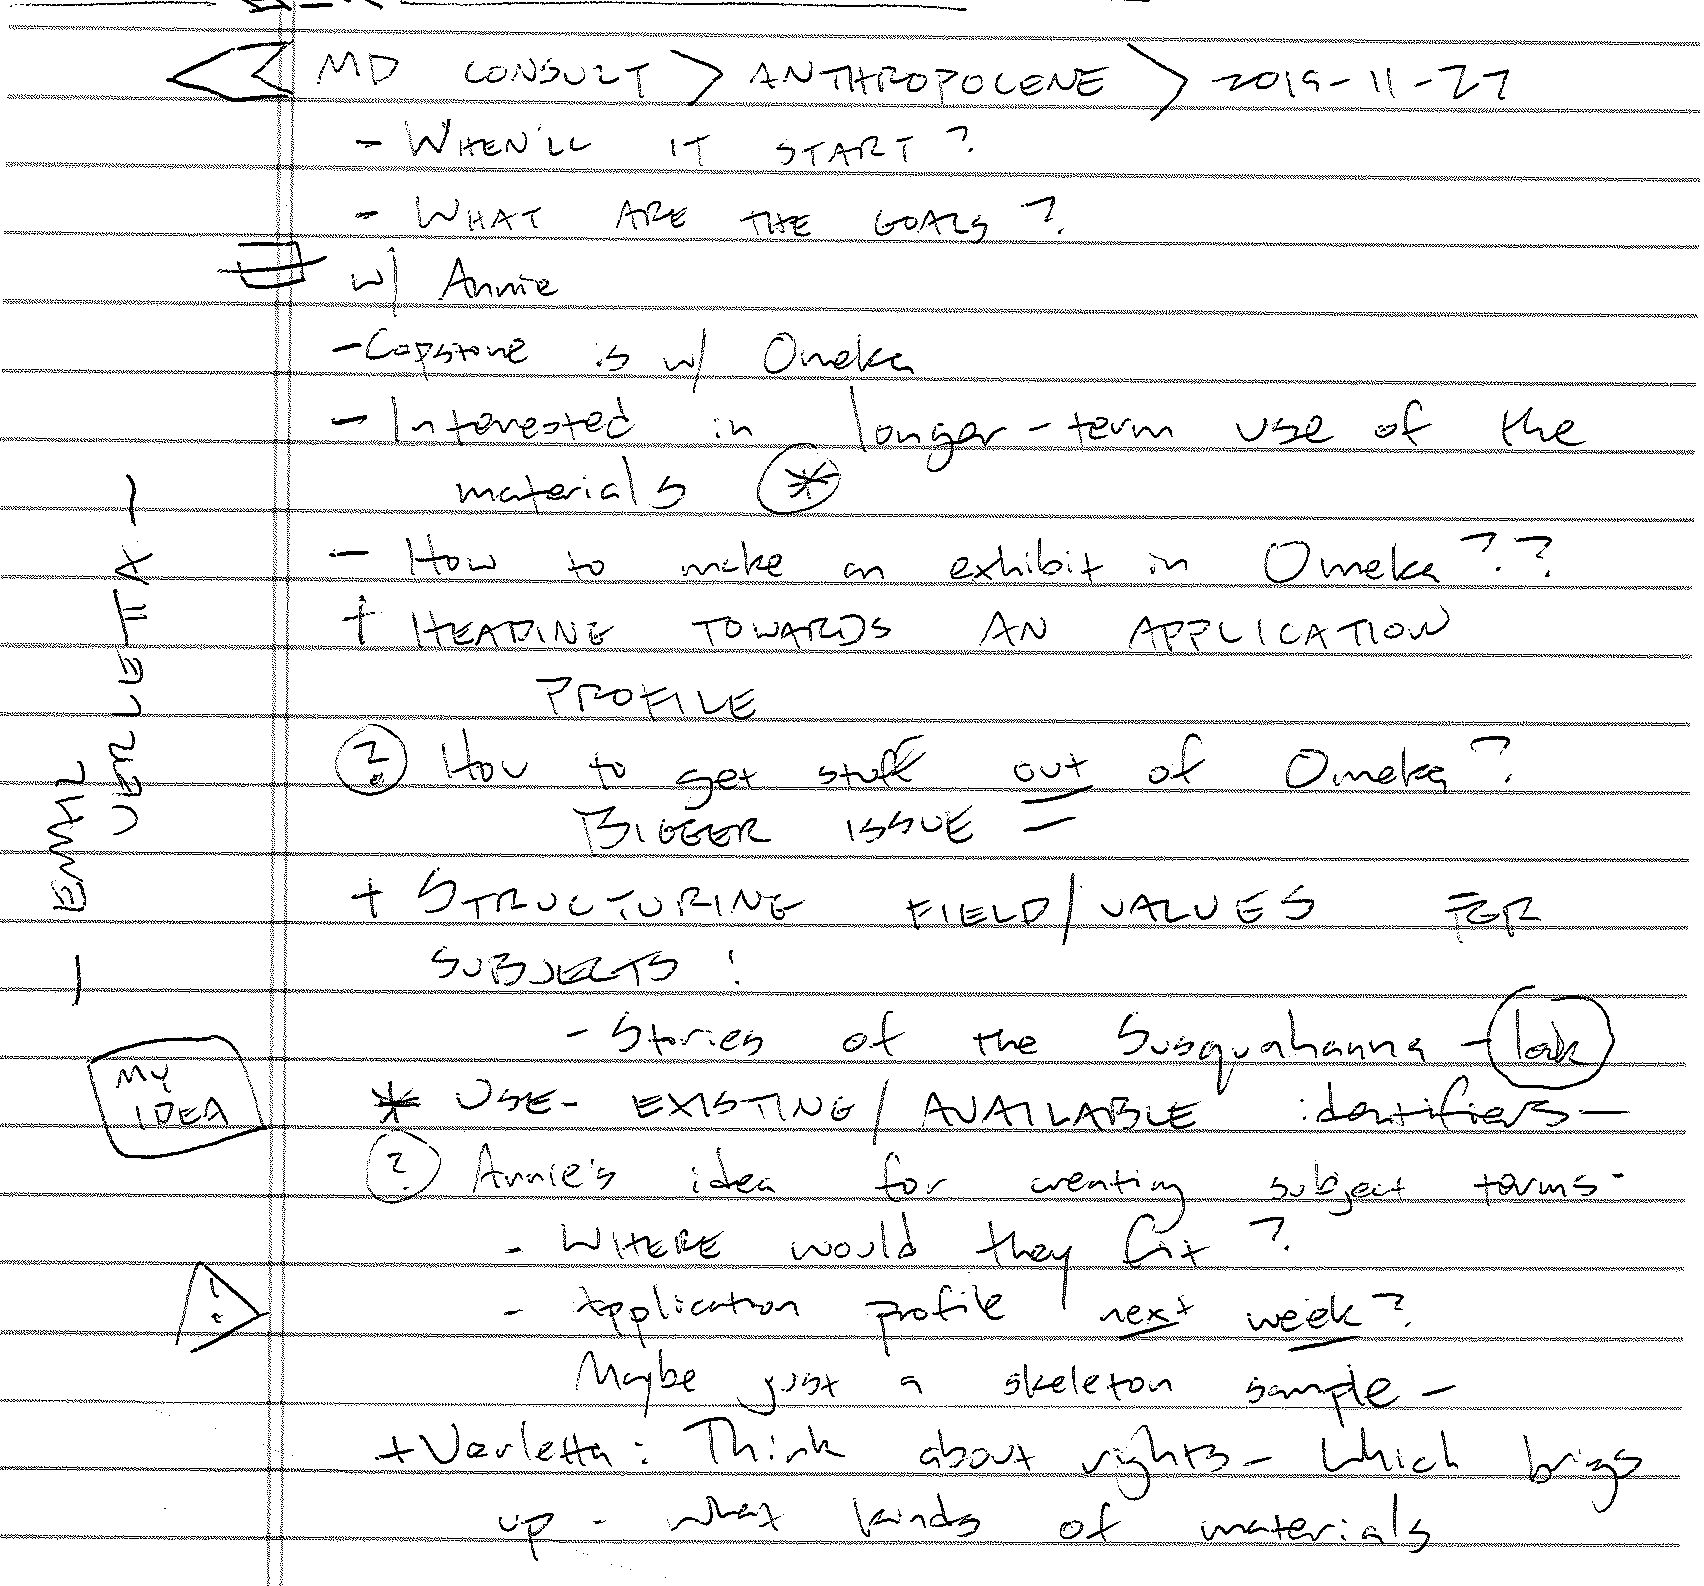 MD CONSULT > ANTHROPOCENE > 2019-11-27
- WHEN'LL IT START?
- WHAT ARE THE GOALS?
w/ Annie
- Capstone is w/ Omeka
- Interested in longer-term use of the
materials *
- How to make an exhibit in Omeka??
+ HEADING TOWARDS AN APPLICATION
PROFILE
? How to get stuff out of Omeka?
BIGGER ISSUE —
+ STRUCTURING FIELD/VALUES FOR
SUBJECTS!
- Stories of the Susquahanna - look
MY
IDEA
* USE- EXISTING/AVAILABLE identifiers-
? Annie's idea for creating subject terms-
- WHERE would they fit?
! - Application profile next week?
Maybe just a skeleton sample -
+ Verletta: Think about rights - which brings
up - what kinds of materials
- EMAIL
VERLETTA -